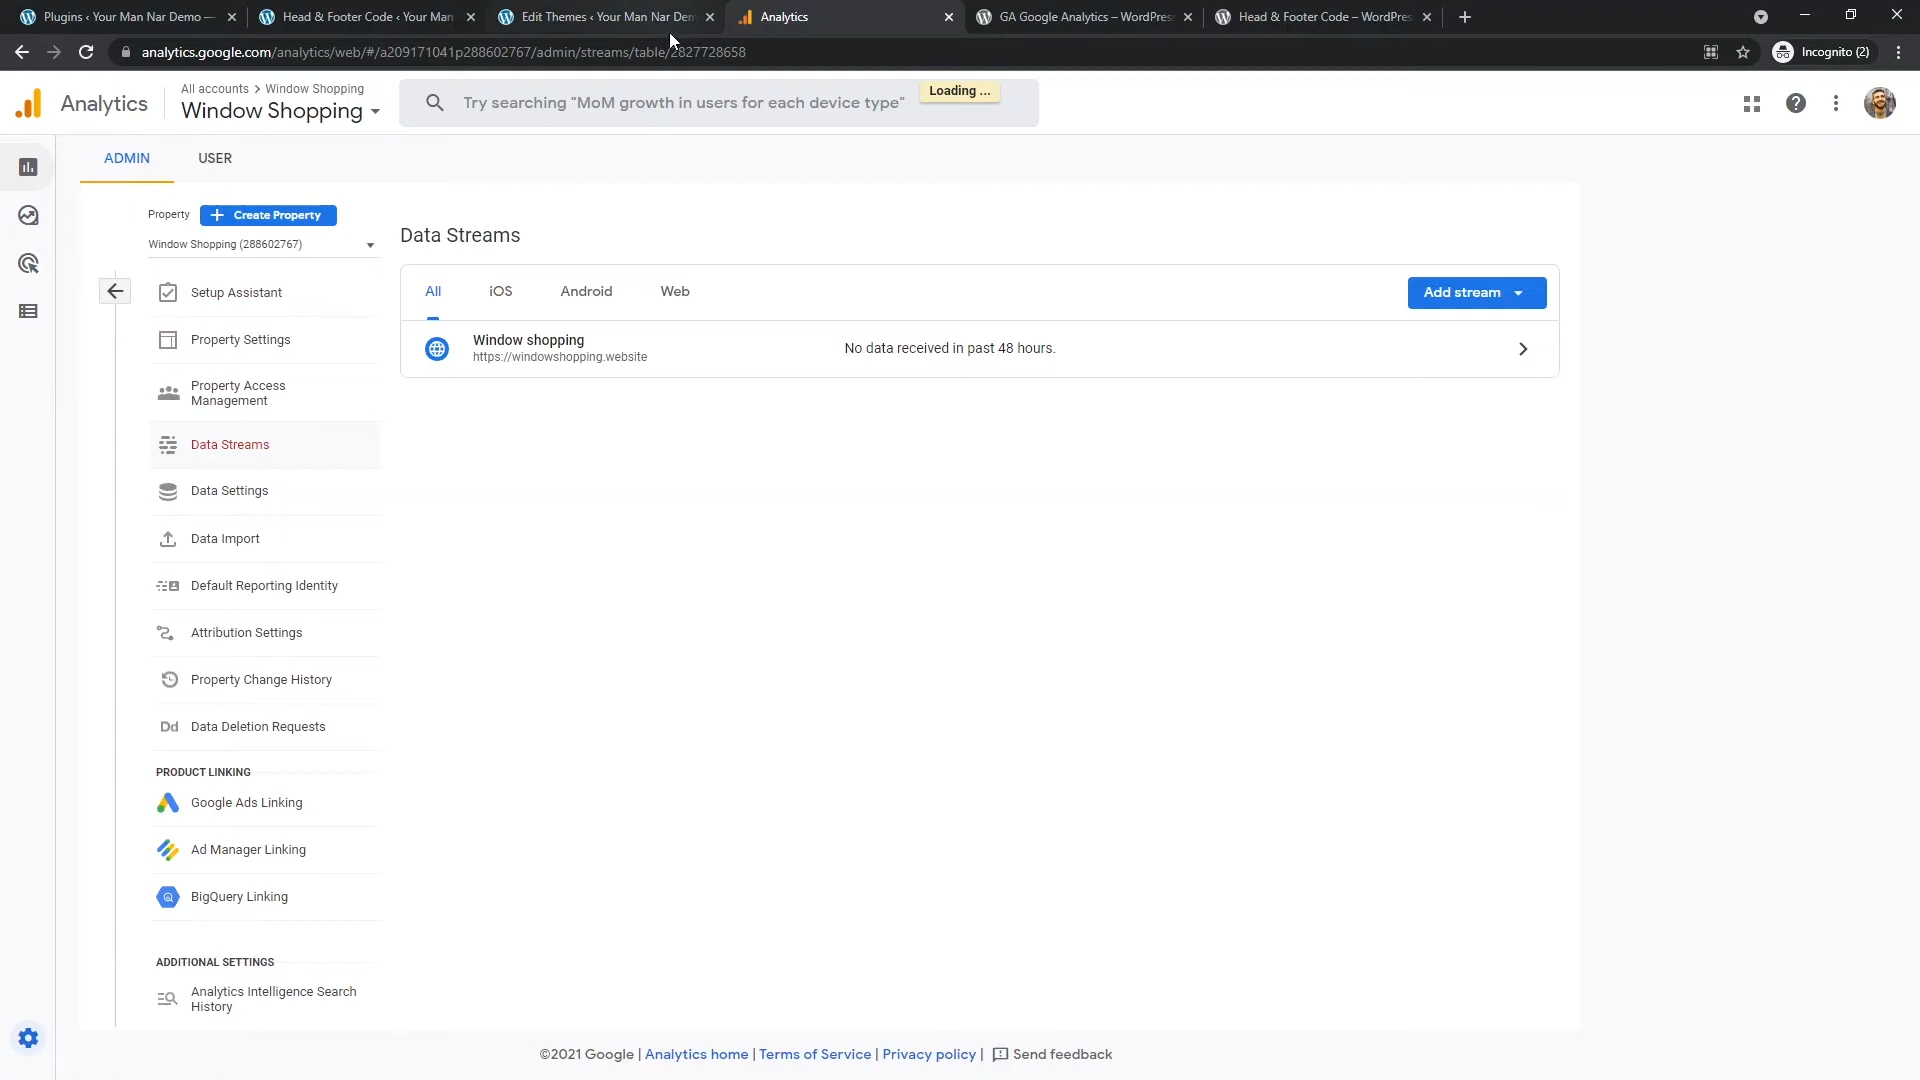 Plugins ‹ Your Man Nar Demo —
Head & Footer Code ‹ Your Man
Edit Themes ‹ Your Man Nar Dem
Analytics
GA Google Analytics – WordPress
Head & Footer Code – WordPres
analytics.google.com/analytics/web/#/a209171041p288602767/admin/streams/table/2827728658
Incognito (2)
Analytics
All accounts > Window Shopping
Window Shopping
Try searching "MoM growth in users for each device type"
Loading ...
ADMIN
USER
Property
Create Property
Window Shopping (288602767)
Setup Assistant
Property Settings
Property Access
Management
Data Streams
Data Settings
Data Import
Default Reporting Identity
Attribution Settings
Property Change History
Dd Data Deletion Requests
PRODUCT LINKING
Google Ads Linking
Ad Manager Linking
BigQuery Linking
ADDITIONAL SETTINGS
Analytics Intelligence Search
History
Data Streams
All
iOS
Android
Web
Add stream
Window shopping
https://windowshopping.website
No data received in past 48 hours.
©2021 Google | Analytics home | Terms of Service | Privacy policy | Send feedback